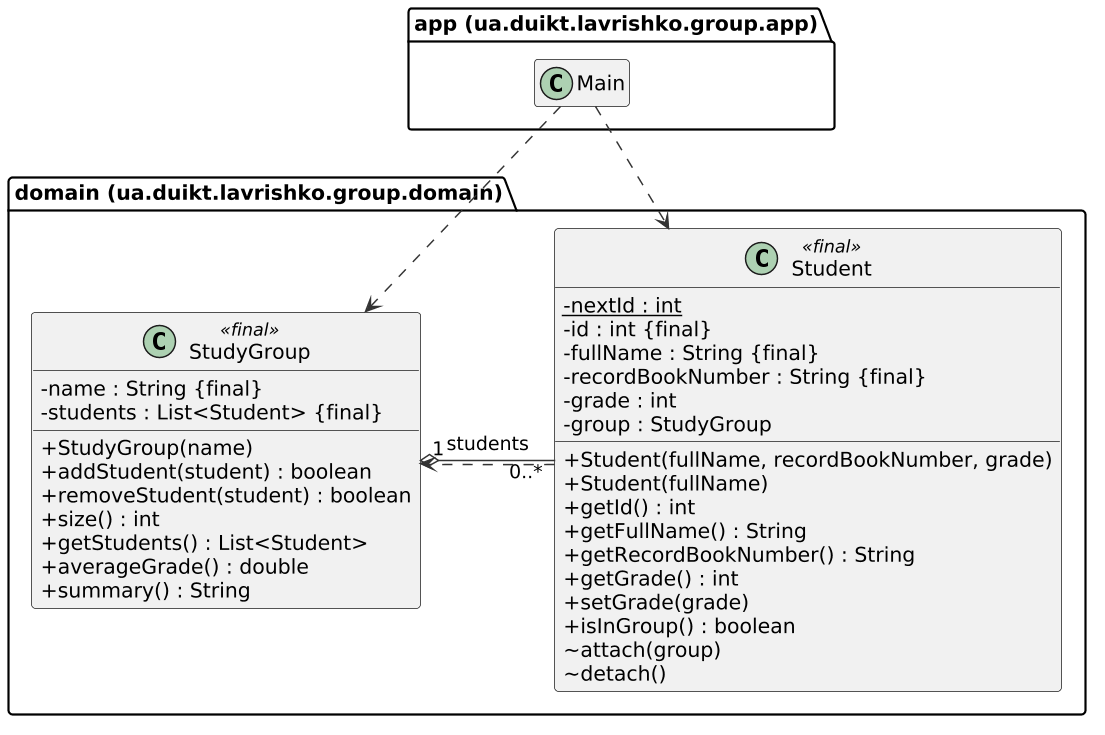 app (ua.duikt.lavrishko.group.app)
C Main
domain (ua.duikt.lavrishko.group.domain)
C «final»
StudyGroup
-name : String {final}
-students : List<Student> {final}
+StudyGroup(name)
+addStudent(student) : boolean
+removeStudent(student) : boolean
+size() : int
+getStudents() : List<Student>
+averageGrade() : double
+summary() : String
1 students
0..*
C «final»
Student
-nextId : int
-id : int {final}
-fullName : String {final}
-recordBookNumber : String {final}
-grade : int
-group : StudyGroup
+Student(fullName, recordBookNumber, grade)
+Student(fullName)
+getId() : int
+getFullName() : String
+getRecordBookNumber() : String
+getGrade() : int
+setGrade(grade)
+isInGroup() : boolean
~attach(group)
~detach()